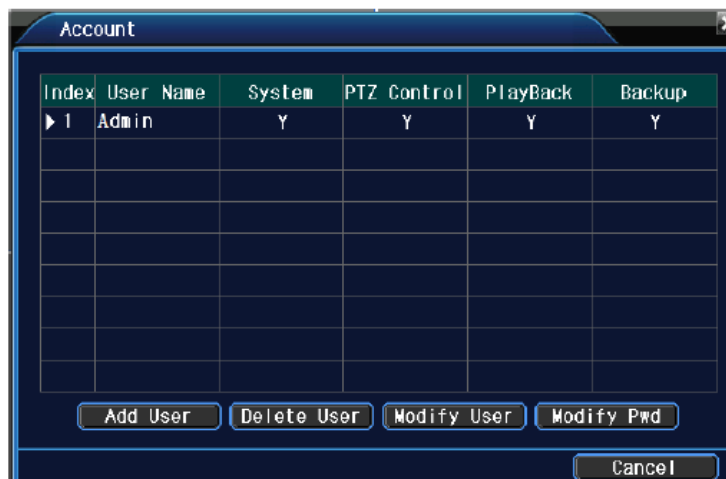 Account
Index User Name System PTZ Control PlayBack Backup
1 Admin Y Y Y Y
Add User Delete User Modify User Modify Pwd
Cancel